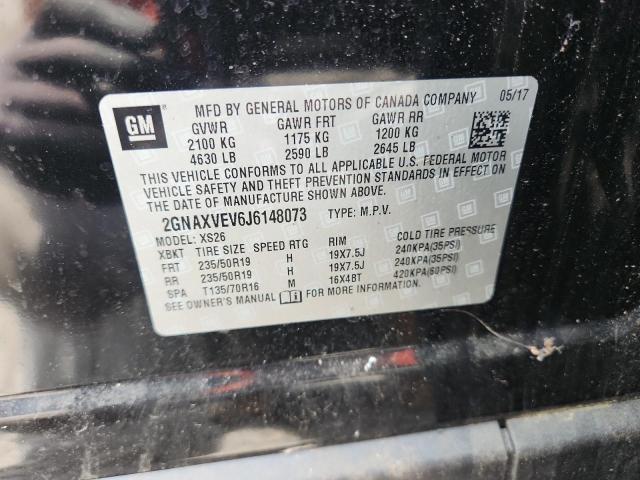 GM
MFD BY GENERAL MOTORS OF CANADA COMPANY 05/17
GVWR GAWR FRT GAWR RR
2100 KG 1175 KG 1200 KG
4630 LB 2590 LB 2645 LB
THIS VEHICLE CONFORMS TO ALL APPLICABLE U.S. FEDERAL MOTOR
VEHICLE SAFETY AND THEFT PREVENTION STANDARDS IN EFFECT ON
THE DATE OF MANUFACTURE SHOWN ABOVE.
2GNAXVEV6J6148073 TYPE: M.P.V.
MODEL: XS26
XBKT TIRE SIZE SPEED RTG RIM COLD TIRE PRESSURE
FRT 235/50R19 H 19X7.5J 240KPA(35PSI)
RR 235/50R19 H 19X7.5J 240KPA(35PSI)
SPA T135/70R16 M 16X4BT 420KPA(60PSI)
SEE OWNER'S MANUAL FOR MORE INFORMATION.